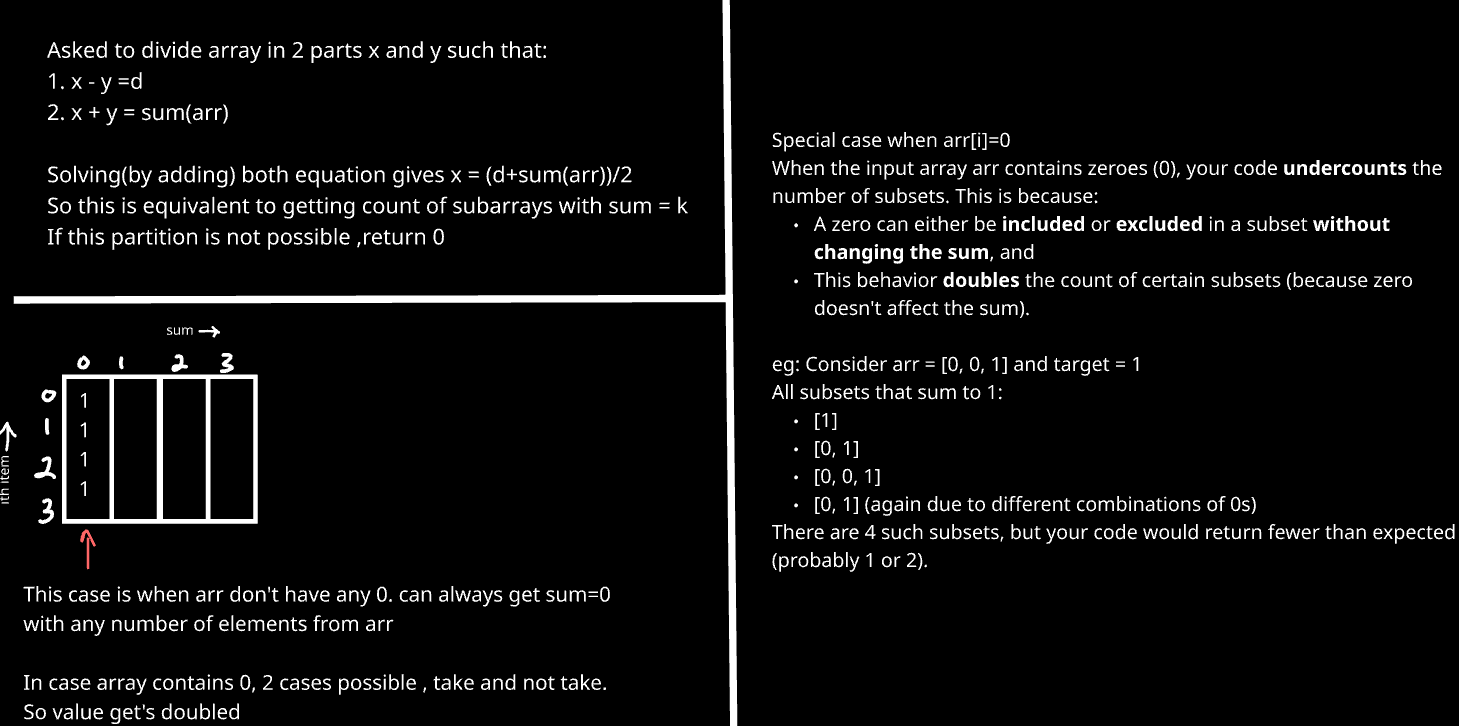 Asked to divide array in 2 parts x and y such that:
1. x - y =d
2. x + y = sum(arr)
Solving(by adding) both equation gives x = (d+sum(arr))/2
So this is equivalent to getting count of subarrays with sum = k
If this partition is not possible ,return 0
sum
0 1 2 3
0 1
1 1
2 1
3 1
ith item
This case is when arr don't have any 0. can always get sum=0
with any number of elements from arr
In case array contains 0, 2 cases possible , take and not take.
So value get's doubled
Special case when arr[i]=0
When the input array arr contains zeroes (0), your code undercounts the
number of subsets. This is because:
• A zero can either be included or excluded in a subset without
changing the sum, and
• This behavior doubles the count of certain subsets (because zero
doesn't affect the sum).
eg: Consider arr = [0, 0, 1] and target = 1
All subsets that sum to 1:
• [1]
• [0, 1]
• [0, 0, 1]
• [0, 1] (again due to different combinations of 0s)
There are 4 such subsets, but your code would return fewer than expected
(probably 1 or 2).